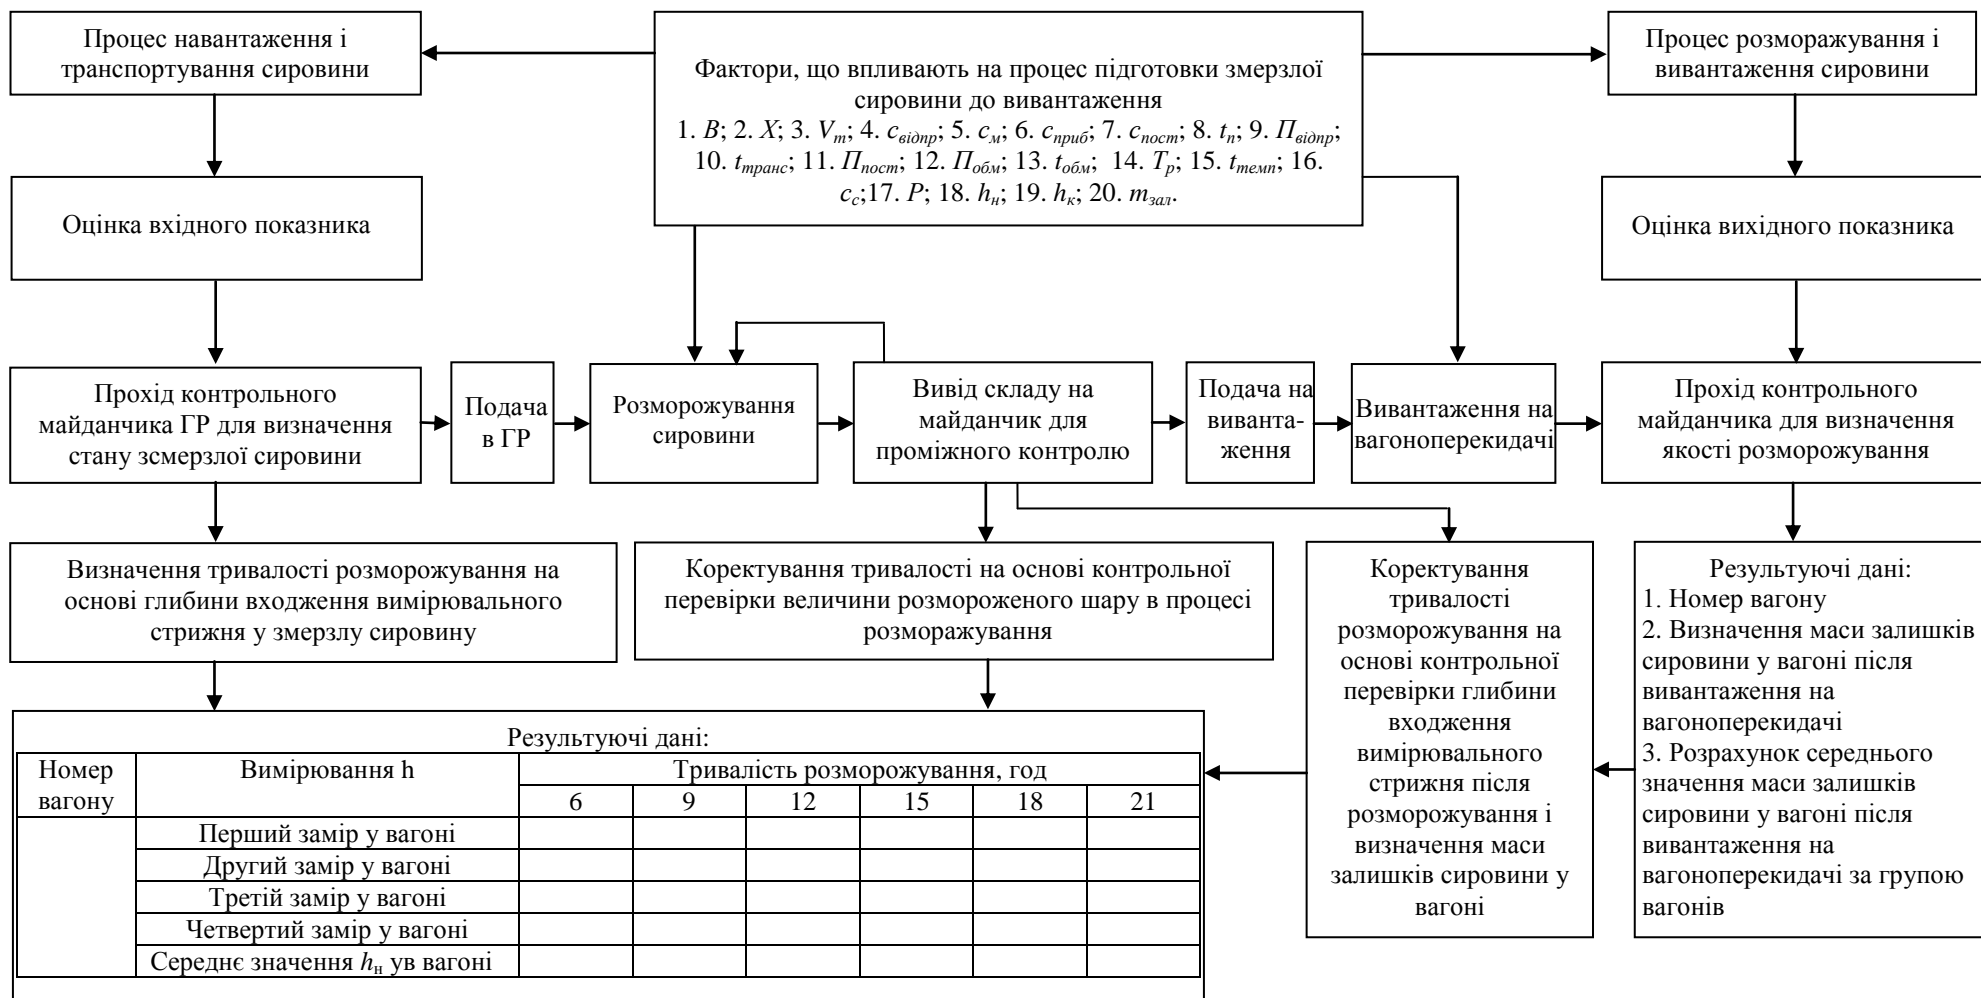 Процес навантаження і
транспортування сировини
Фактори, що впливають на процес підготовки змерзлої
сировини до вивантаження
1. B; 2. X; 3. Vт; 4. cвідпр; 5. cм; 6. cприб; 7. cпост; 8. tп; 9. Пвідпр;
10. tтранс; 11. Ппост; 12. Побм; 13. tобм; 14. Tр; 15. tтемп; 16.
cс;17. P; 18. hн; 19. hк; 20. mзал.
Процес розмораживання і
вивантаження сировини
Оцінка вхідного показника
Оцінка вихідного показника
Прохід контрольного
майданчика ГР для визначення
стану зсмерзлої сировини
Подача
в ГР
Розморожування
сировини
Вивід складу на
майданчик для
проміжного контролю
Подача на
виванта-
ження
Вивантаження на
вагоноперекидачі
Прохід контрольного
майданчика для визначення
якості розморожування
Визначення тривалості розморожування на
основі глибини входження вимірювального
стрижня у змерзлу сировину
Коректування тривалості на основі контрольної
перевірки величини розмороженого шару в процесі
розморажування
Коректування
тривалості
розморожування на
основі контрольної
перевірки глибини
входження
вимірювального
стрижня після
розморожування і
визначення маси
залишків сировини у
вагоні
Результуючі дані:
1. Номер вагону
2. Визначення маси залишків
сировини у вагоні після
вивантаження на
вагоноперекидачі
3. Розрахунок середнього
значення маси залишків
сировини у вагоні після
вивантаження на
вагоноперекидачі за групою
вагонів
Результуючі дані:
Номер
вагону
Вимірювання h
Тривалість розморожування, год
6 9 12 15 18 21
Перший замір у вагоні
Другий замір у вагоні
Третій замір у вагоні
Четвертий замір у вагоні
Середнє значення hн ув вагоні